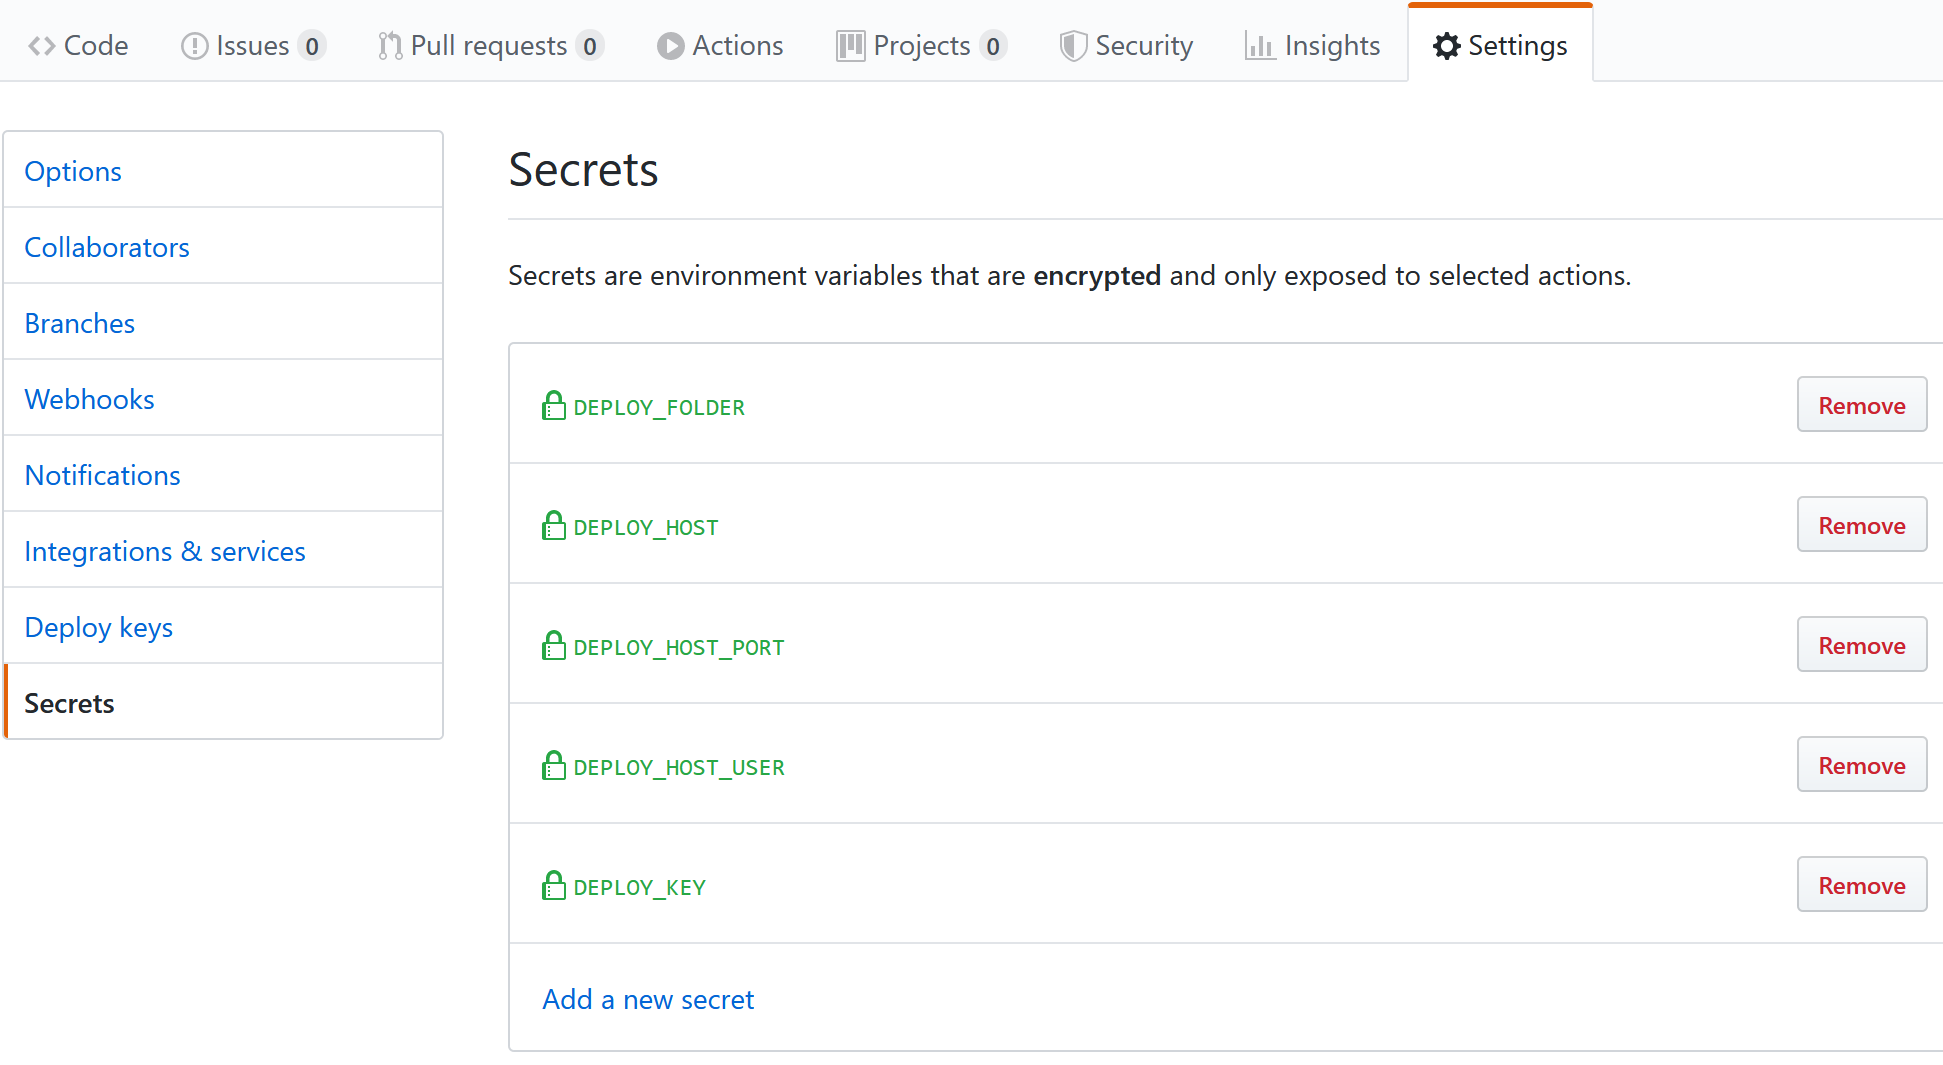 Code Issues 0 Pull requests 0 Actions Projects 0 Security Insights Settings
Options
Collaborators
Branches
Webhooks
Notifications
Integrations & services
Deploy keys
Secrets
Secrets
Secrets are environment variables that are encrypted and only exposed to selected actions.
DEPLOY_FOLDER Remove
DEPLOY_HOST Remove
DEPLOY_HOST_PORT Remove
DEPLOY_HOST_USER Remove
DEPLOY_KEY Remove
Add a new secret